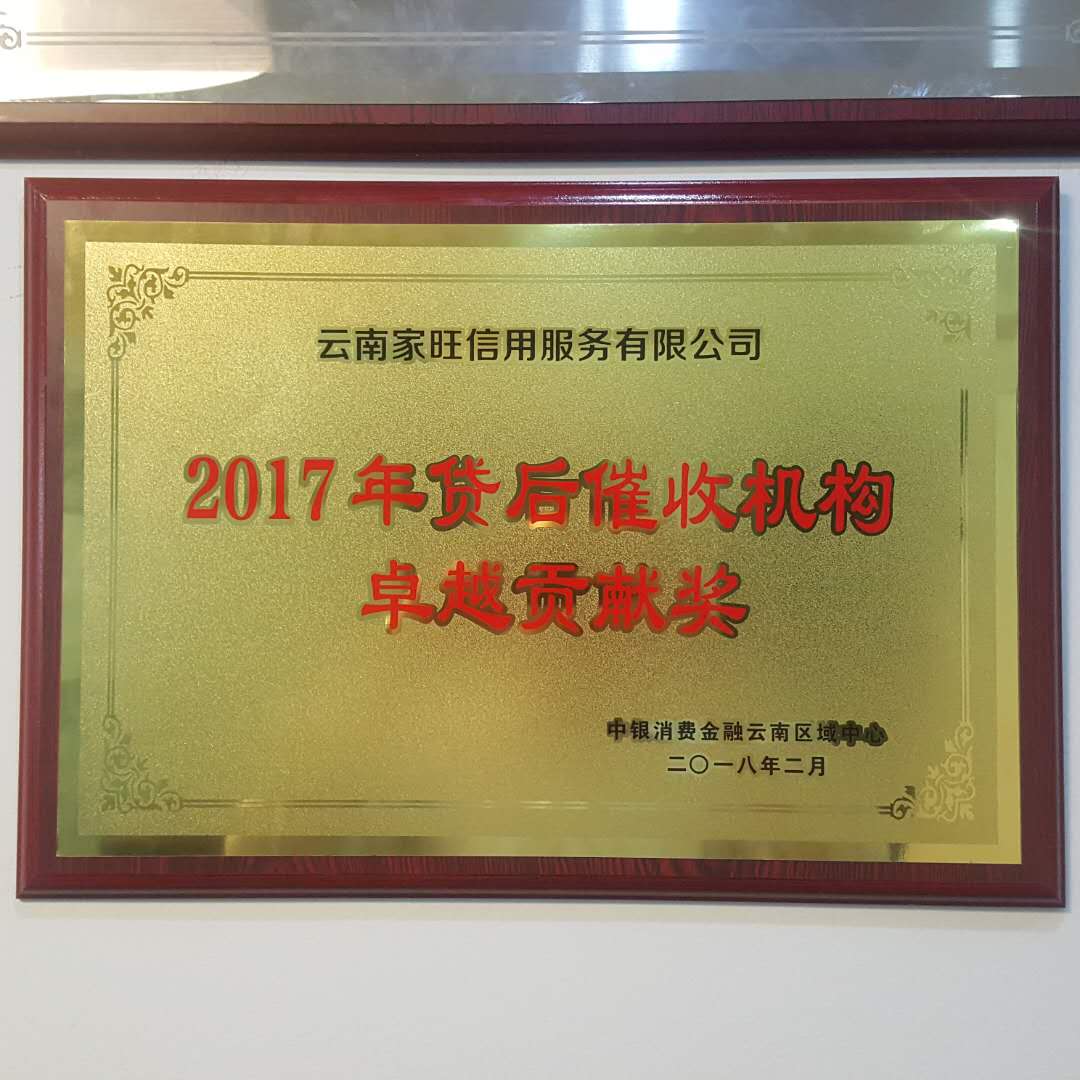 云南家旺信用服务有限公司
2017年贷后催收机构
卓越贡献奖
中银消费金融云南区域中心
二〇一八年二月